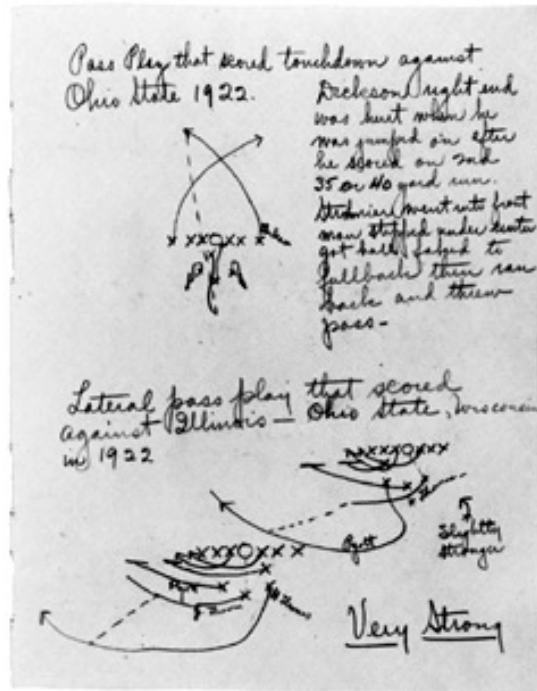 Pass Play that scored touchdown against
Ohio State 1922.
Dickson right end
was hurt when he
was jumped on after
he scored on 2nd
35 or 40 yard run.
went into front
man stepped under center
got ball faked to
fullback then ran
back and threw
pass -
Lateral pass play that scored
against Illinois - Ohio State, Wisconsin
in 1922
Slightly
stronger
Very Strong